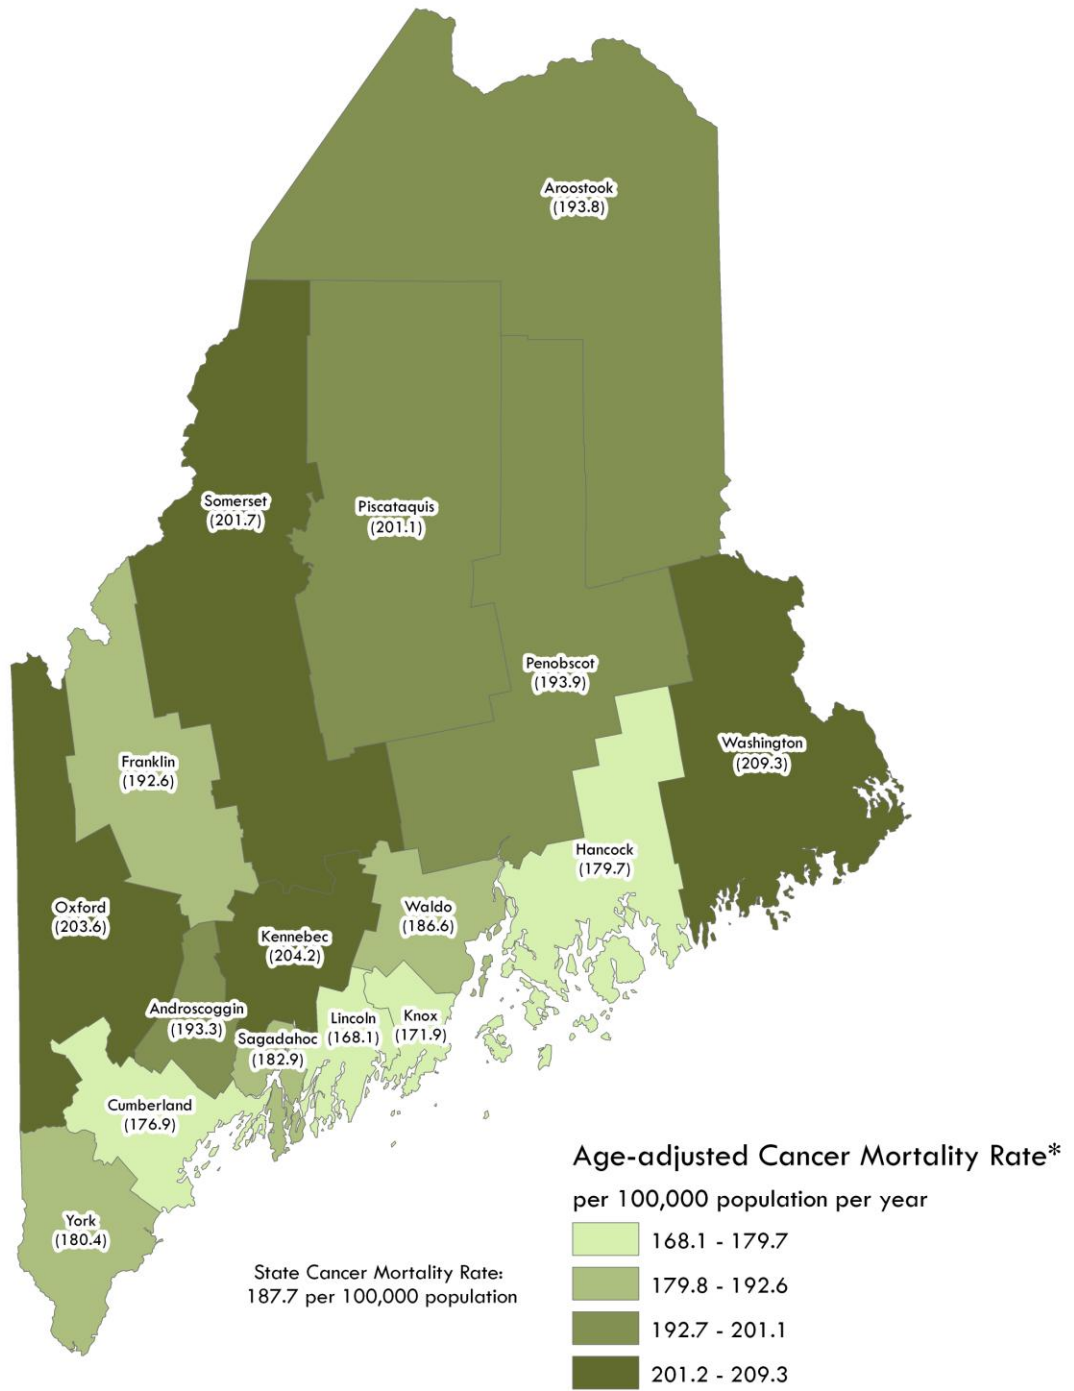 Aroostook
(193.8)
Somerset
(201.7)
Piscataquis
(201.1)
Penobscot
(193.9)
Washington
(209.3)
Franklin
(192.6)
Hancock
(179.7)
Oxford
(203.6)
Waldo
(186.6)
Kennebec
(204.2)
Androscoggin
(193.3)
Lincoln
(168.1)
Knox
(171.9)
Sagadahoc
(182.9)
Cumberland
(176.9)
York
(180.4)
State Cancer Mortality Rate:
187.7 per 100,000 population
Age-adjusted Cancer Mortality Rate*
per 100,000 population per year
168.1 - 179.7
179.8 - 192.6
192.7 - 201.1
201.2 - 209.3